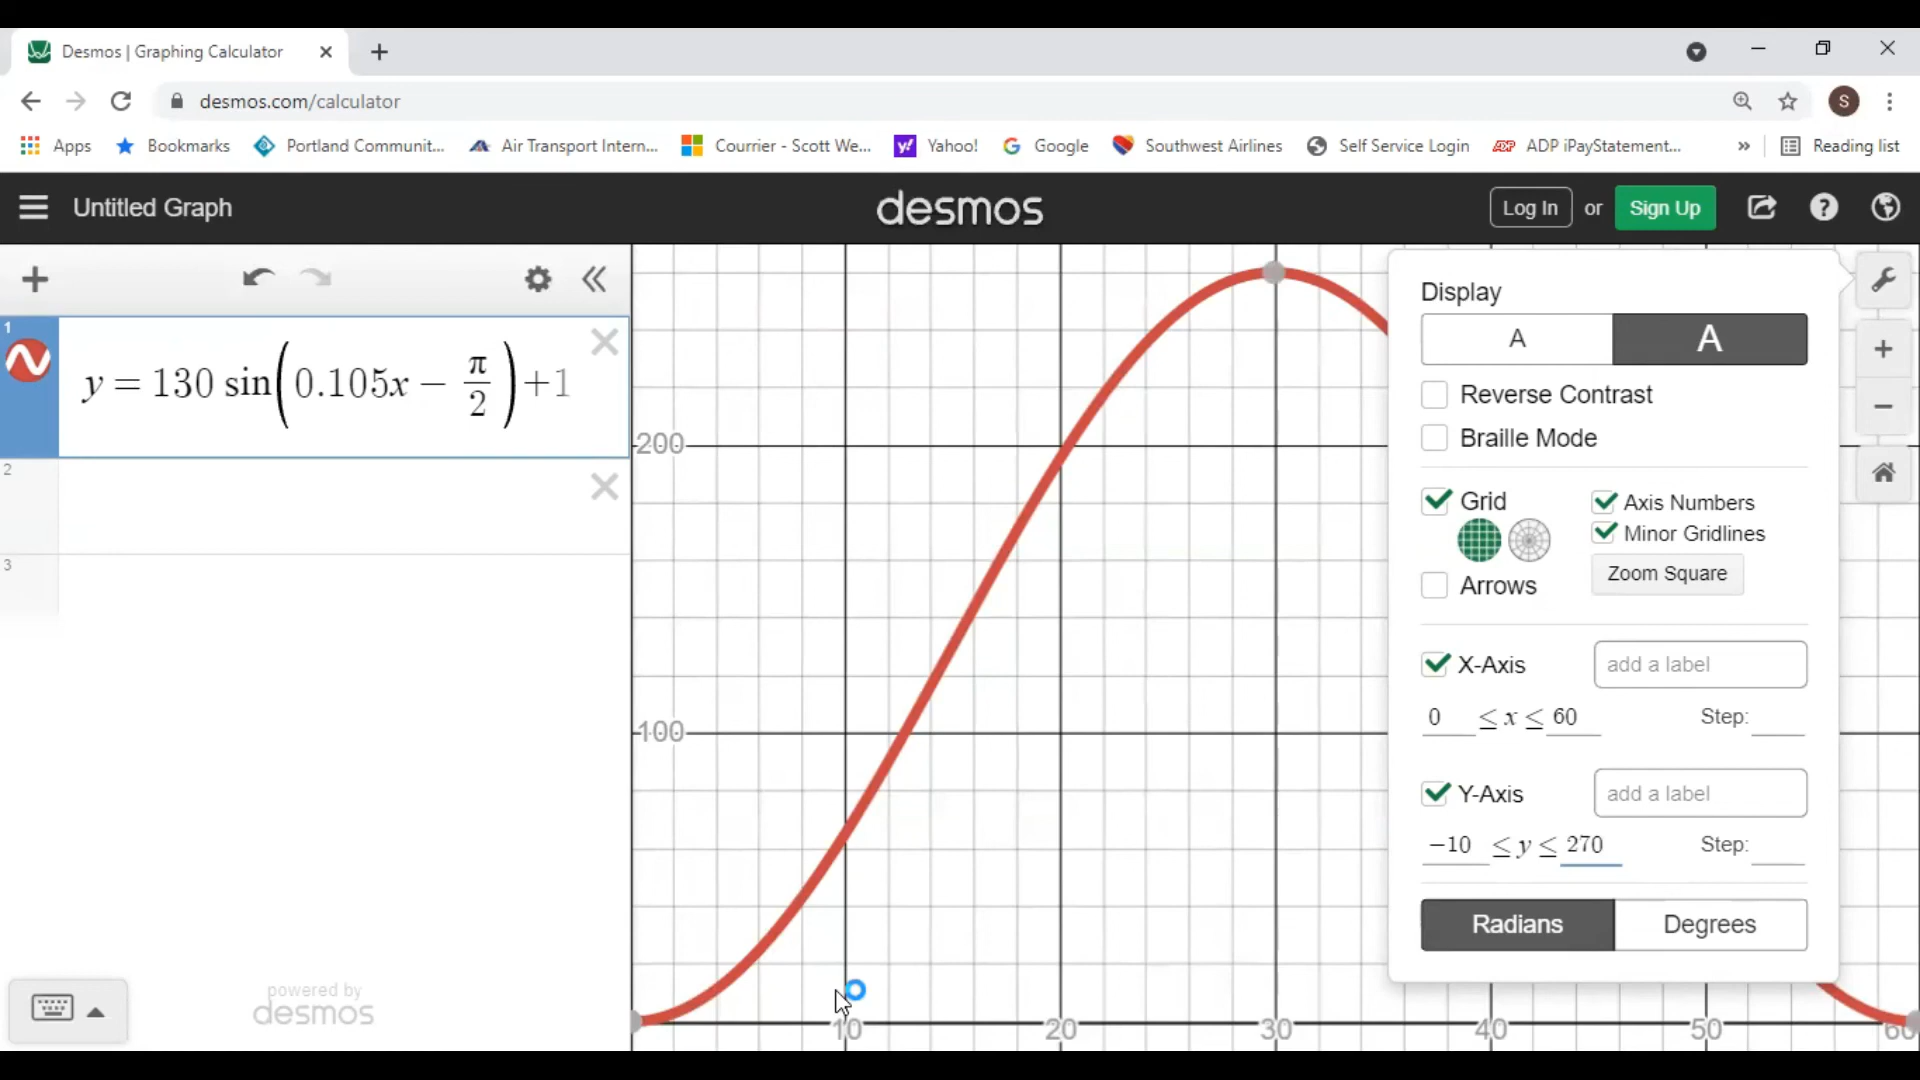 Desmos | Graphing Calculator
desmos.com/calculator
S
Apps Bookmarks Portland Communit... Air Transport Intern... Courrier - Scott We... y! Yahoo! G Google Southwest Airlines Self Service Login ADP ADP iPayStatement... » Reading list
Untitled Graph desmos Log In or Sign Up ?
1
y = 130 sin(0.105x − π/2)+1
2
3
powered by
desmos
200
100
10 20 30 40 50 60
Display
A A
Reverse Contrast
Braille Mode
Grid Axis Numbers
Minor Gridlines
Zoom Square
Arrows
X-Axis add a label
0 ≤ x ≤ 60 Step:
Y-Axis add a label
−10 ≤ y ≤ 270 Step:
Radians Degrees